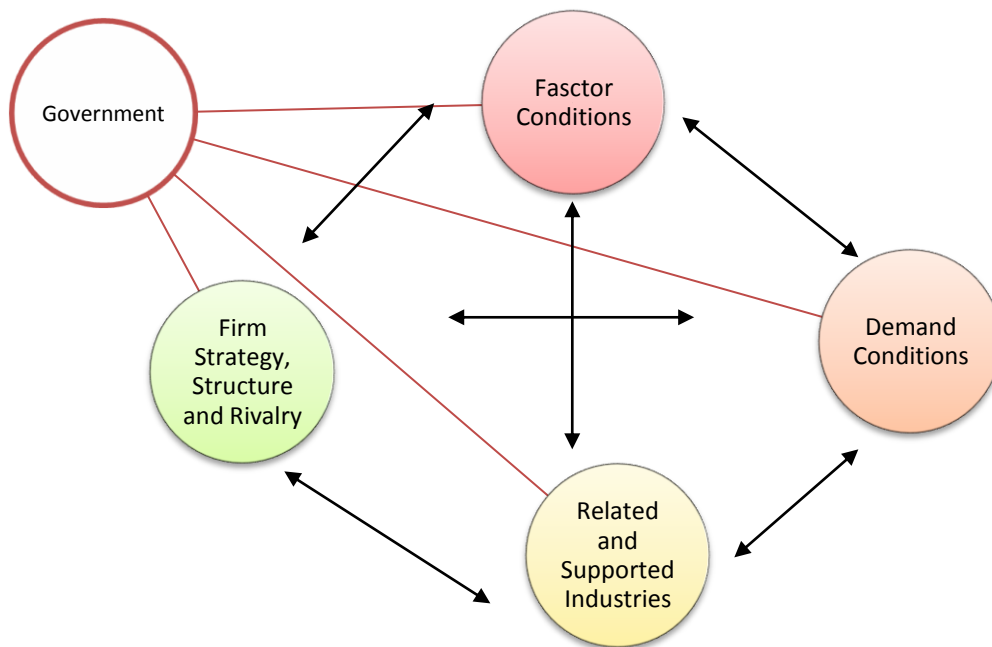 Government
Fasctor
Conditions
Firm
Strategy,
Structure
and Rivalry
Demand
Conditions
Related
and
Supported
Industries